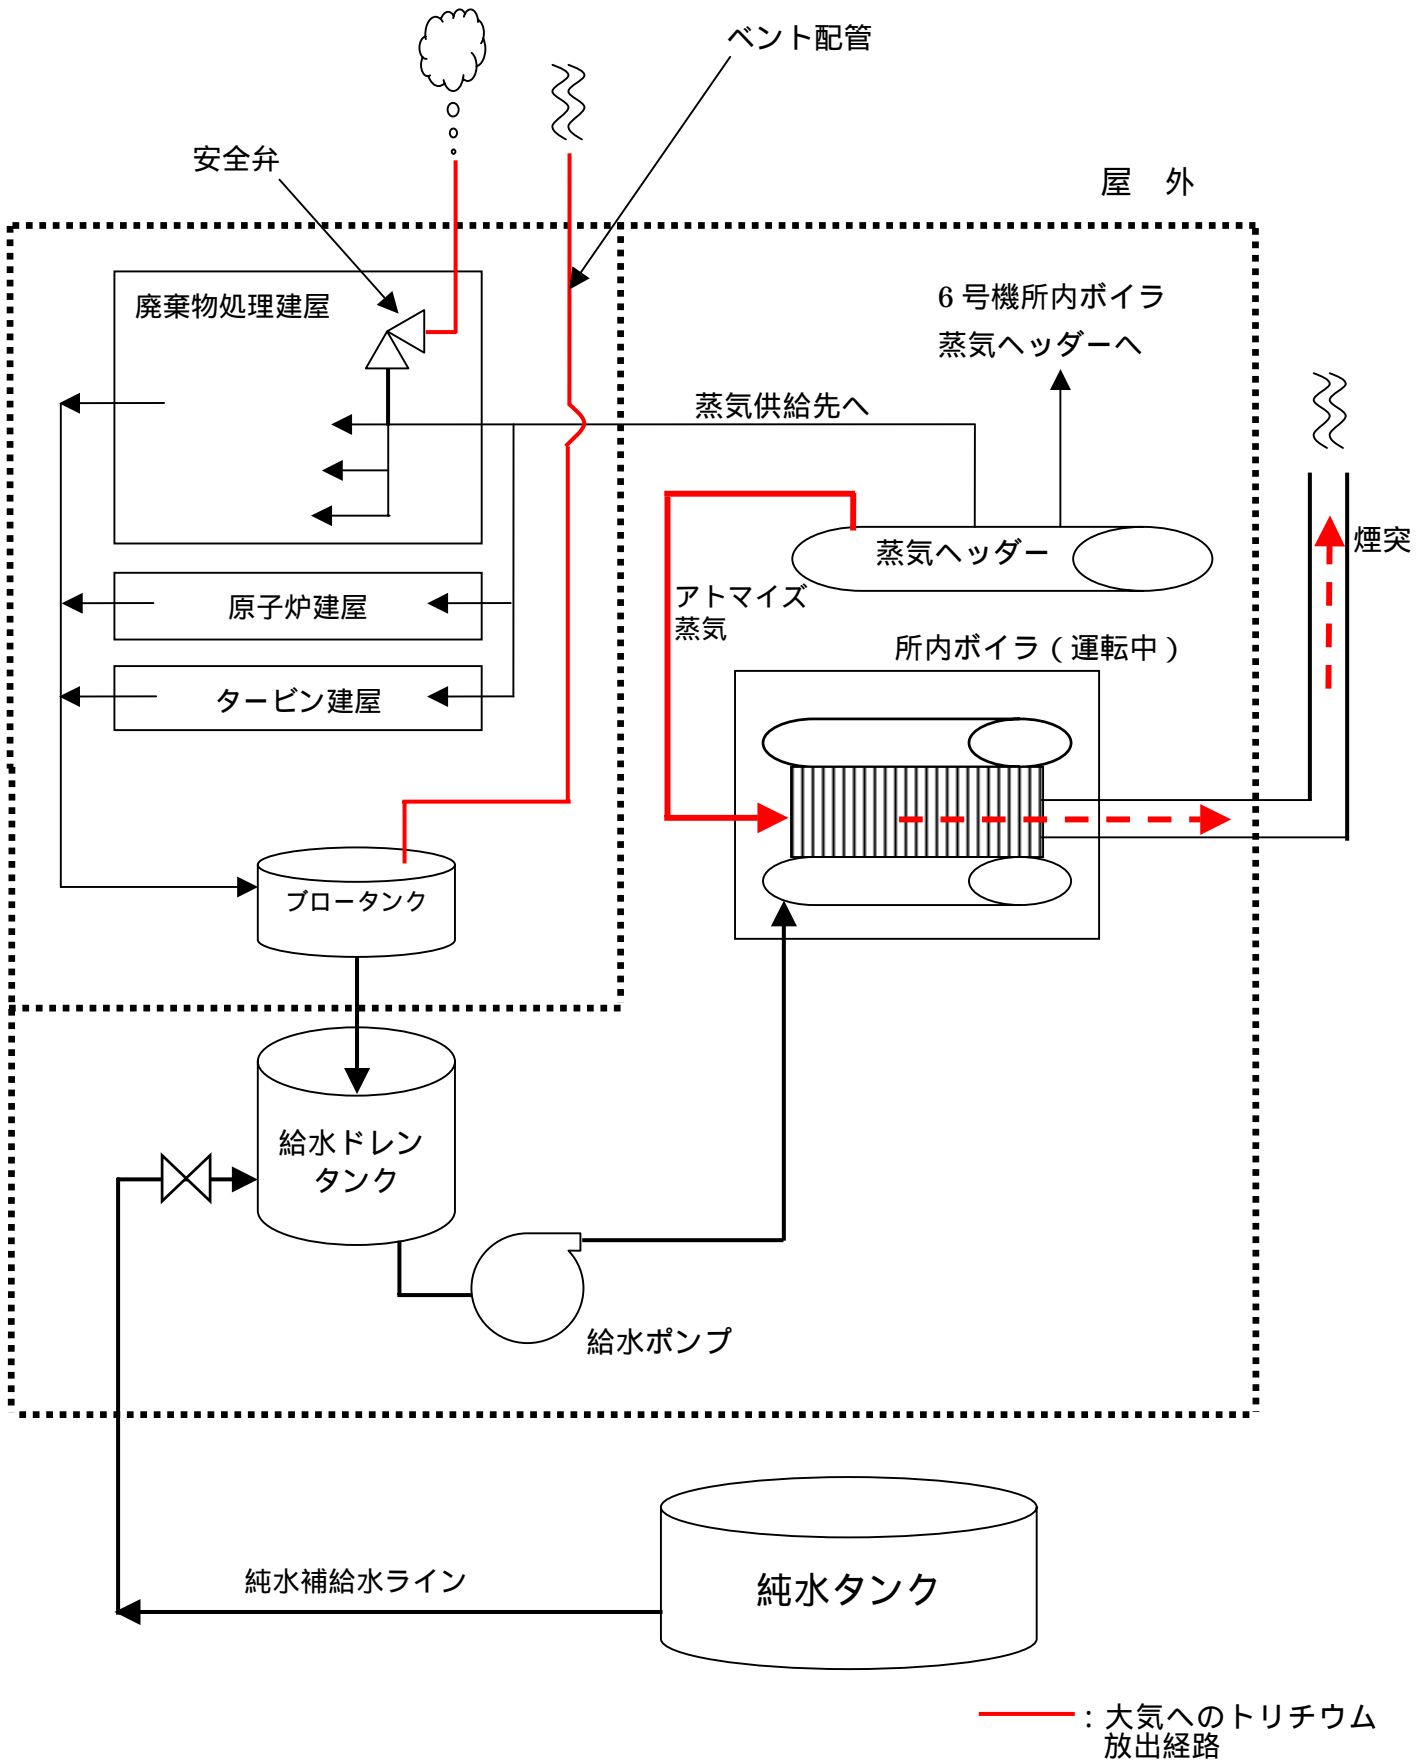 ベント配管
安全弁
屋　外
廃棄物処理建屋
6 号機所内ボイラ
蒸気ヘッダーへ
蒸気供給先へ
煙突
蒸気ヘッダー
アトマイズ
蒸気
原子炉建屋
所内ボイラ（運転中）
タービン建屋
ブロータンク
給水ドレン
タンク
給水ポンプ
純水補給水ライン
純水タンク
：大気へのトリチウム
放出経路